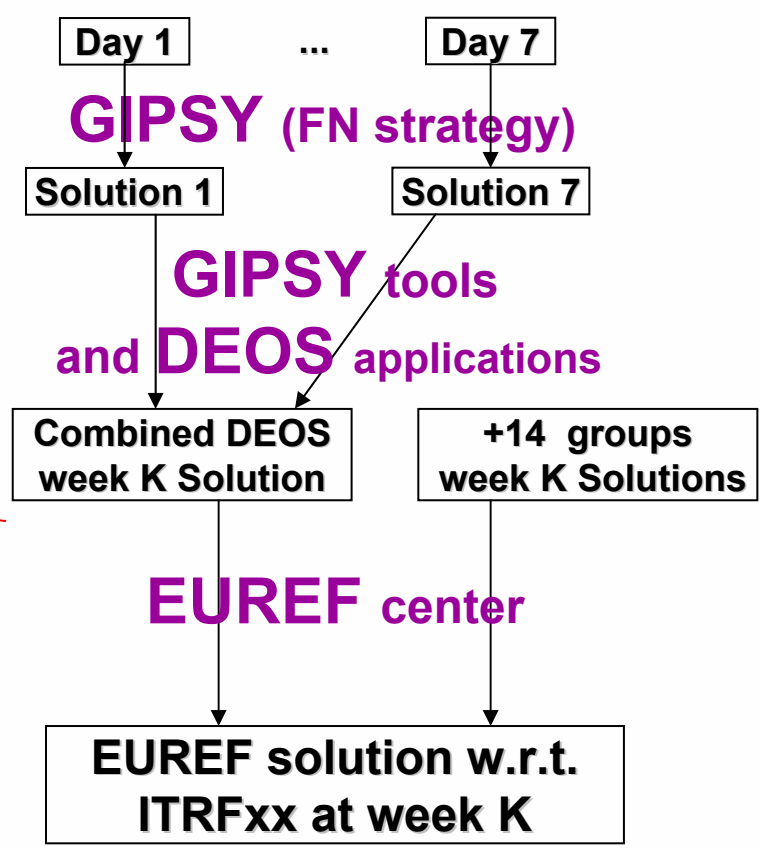 Day 1 ... Day 7
GIPSY (FN strategy)
Solution 1 Solution 7
GIPSY tools
and DEOS applications
Combined DEOS
week K Solution
+14 groups
week K Solutions
EUREF center
EUREF solution w.r.t.
ITRFxx at week K